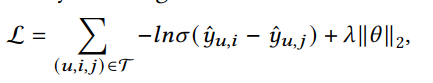 ℒ = ∑_{(u,i,j)∈𝒯} −lnσ(ŷ_{u,i} − ŷ_{u,j}) + λ‖θ‖₂,